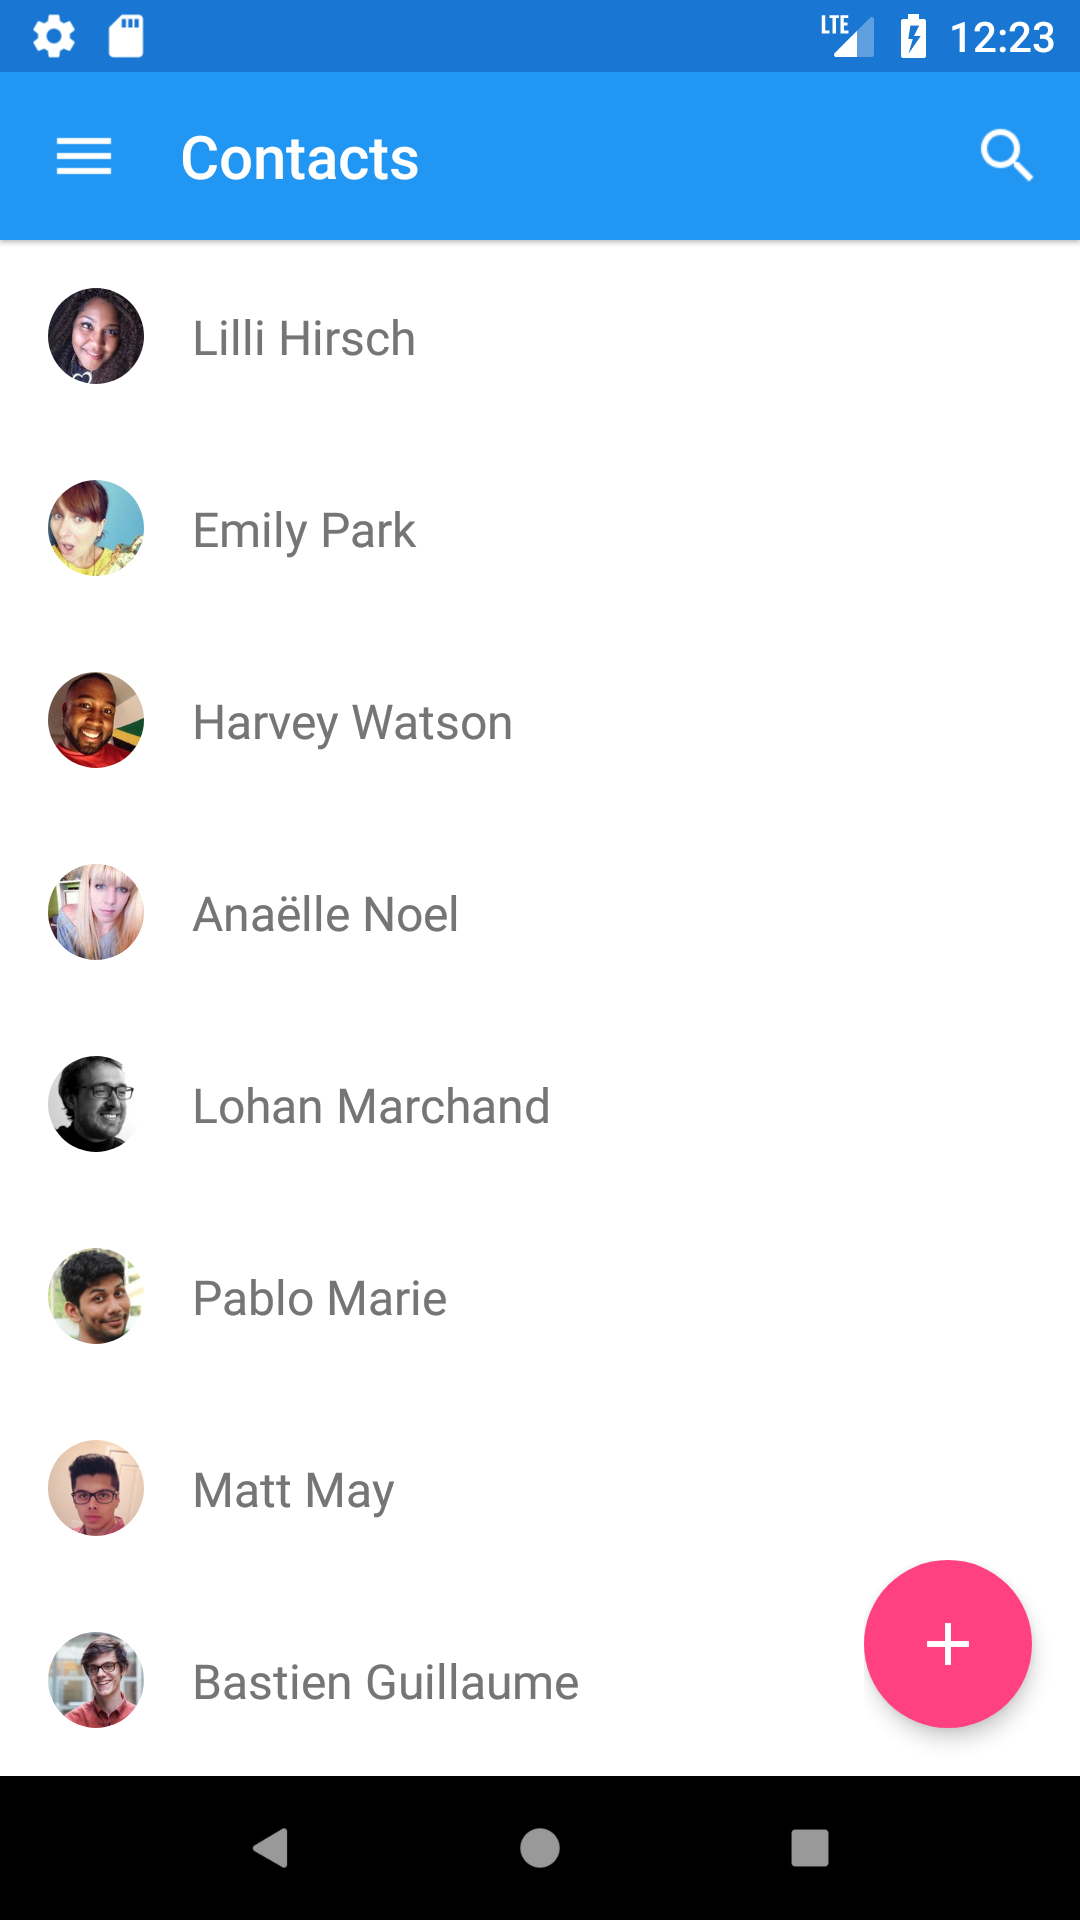 LTE 12:23
Contacts
Lilli Hirsch
Emily Park
Harvey Watson
Anaëlle Noel
Lohan Marchand
Pablo Marie
Matt May
Bastien Guillaume